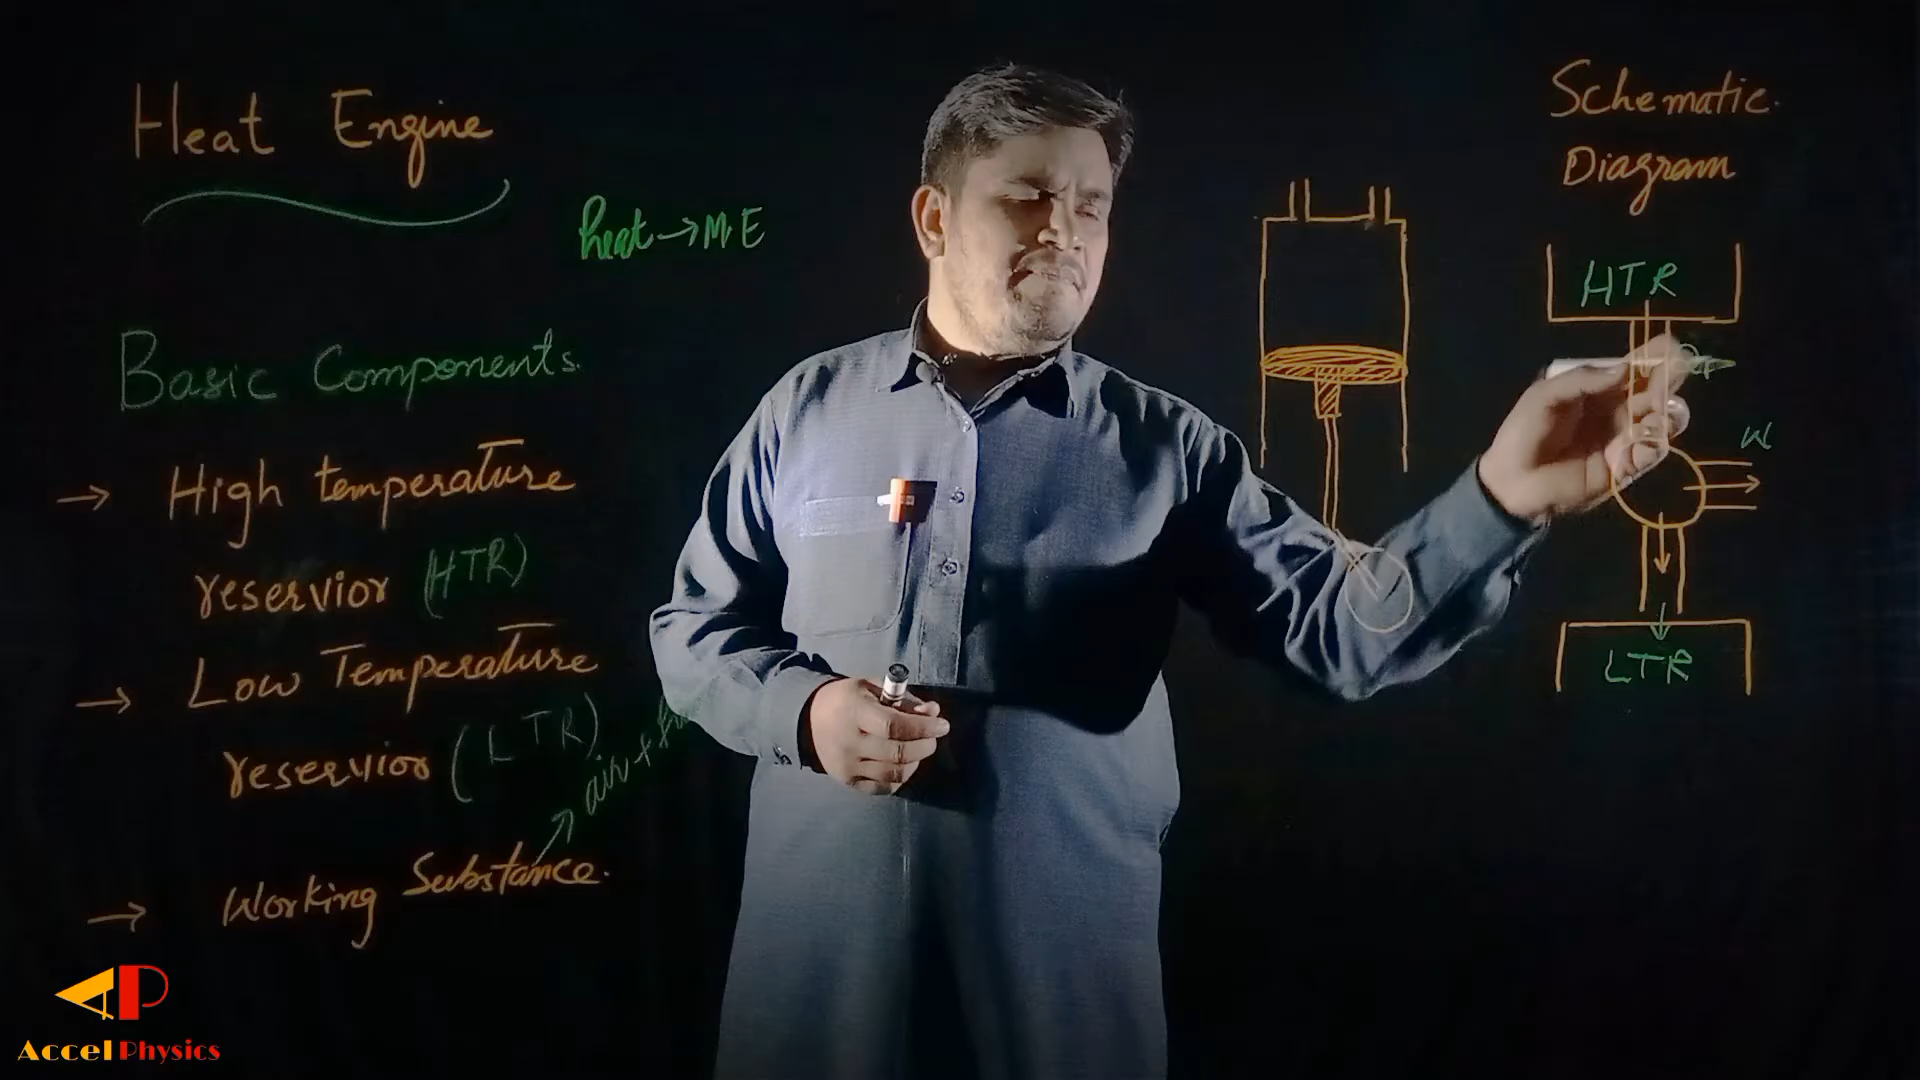 Heat Engine
heat → M.E
Basic Components.
→ High temperature
reservior (HTR)
→ Low Temperature
reservior (LTR)
air +
→ Working Substance.
Schematic.
Diagram
HTR
W
LTR
AP
Accel Physics